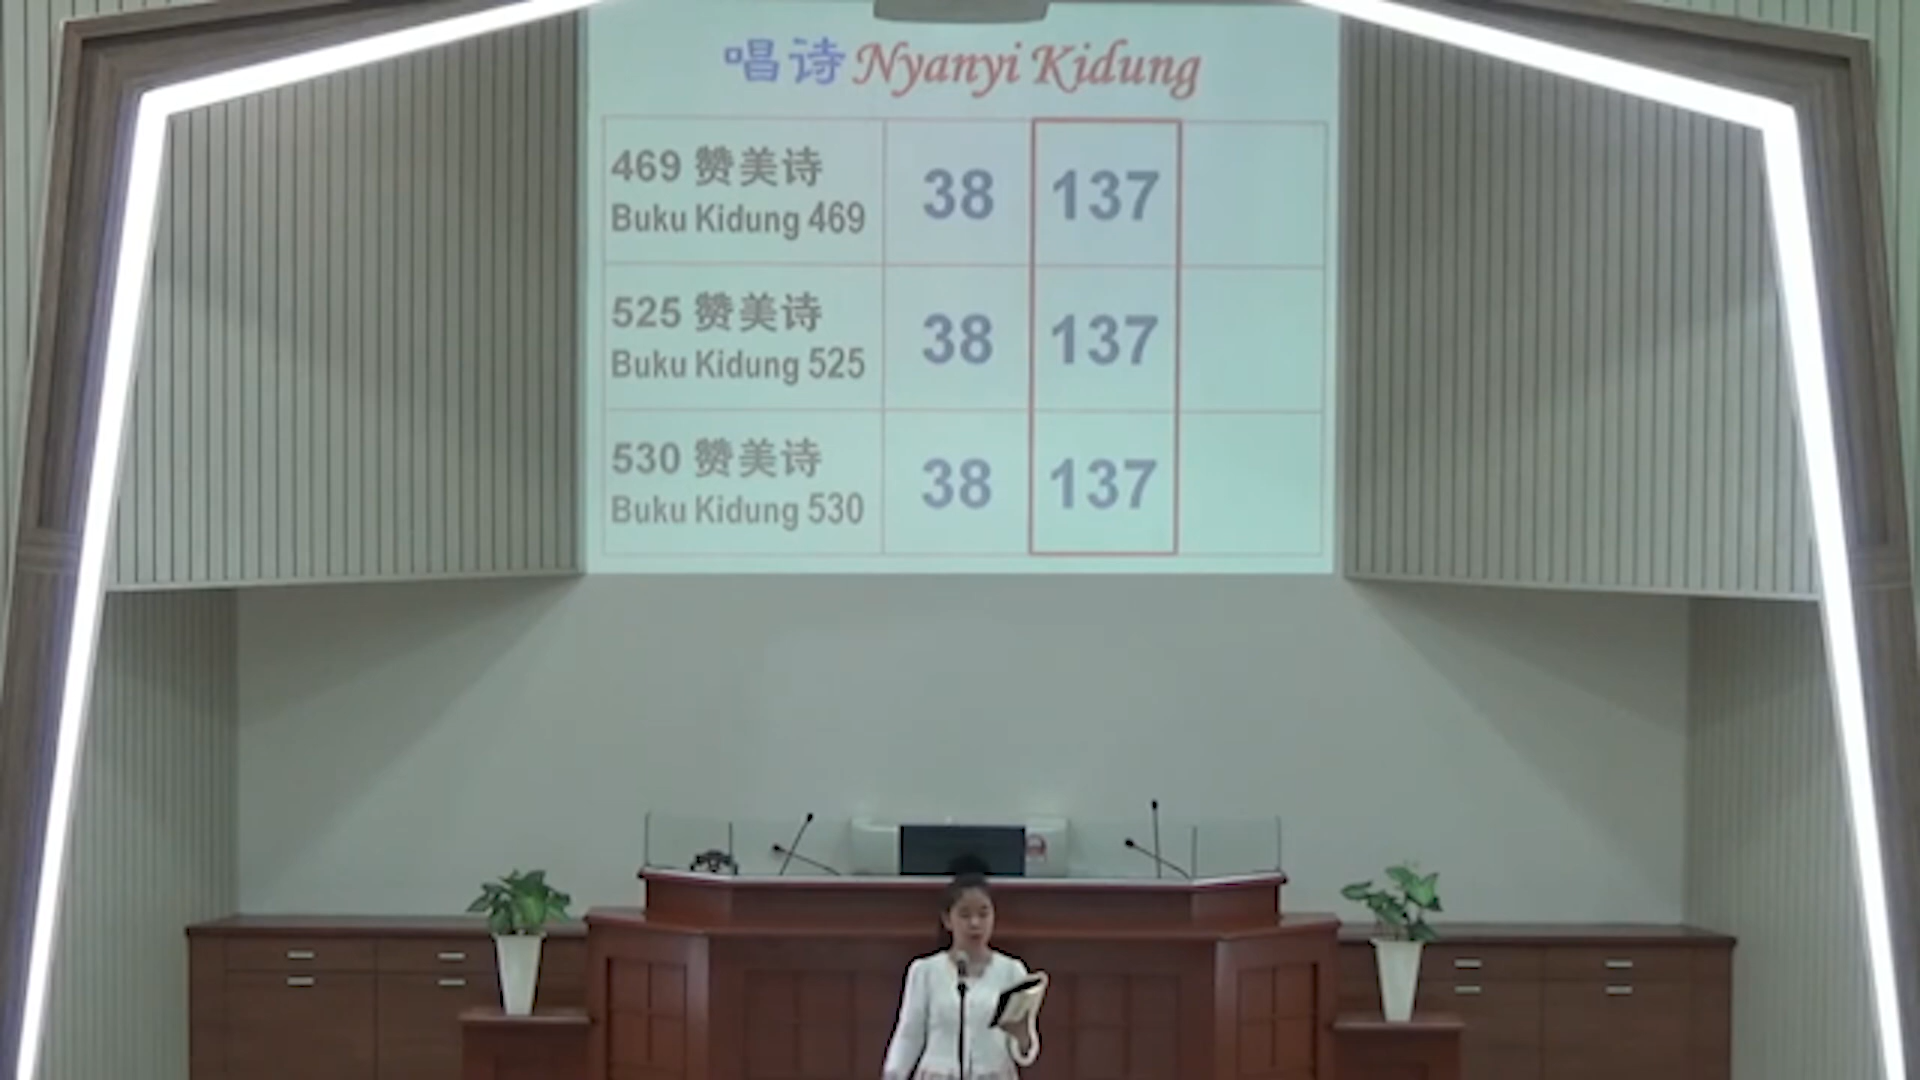 唱诗 Nyanyi Kidung
469 赞美诗
Buku Kidung 469
38
137
525 赞美诗
Buku Kidung 525
38
137
530 赞美诗
Buku Kidung 530
38
137